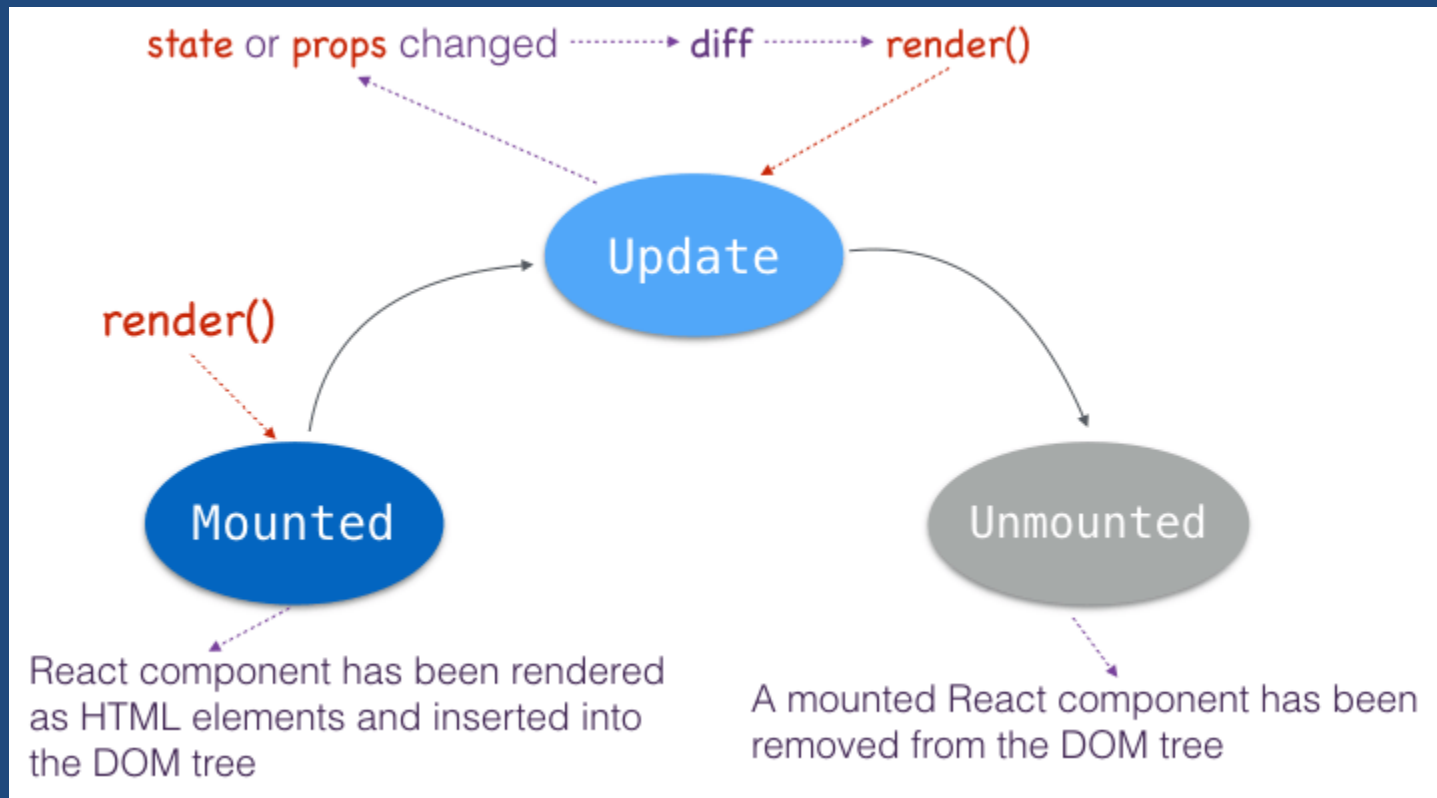 state or props changed diff render()
Update
render()
Mounted
Unmounted
React component has been rendered
as HTML elements and inserted into
the DOM tree
A mounted React component has been
removed from the DOM tree